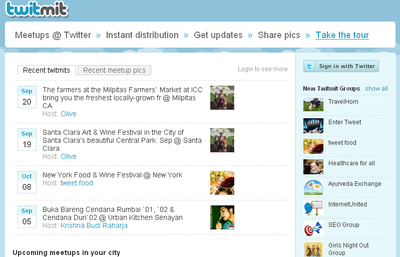 twitmit
Meetups @ Twitter » Instant distribution » Get updates » Share pics » Take the tour
Recent twitmits
Recent meetup pics
Login to see more
Sep
20
The farmers at the Milpitas Farmers` Market at ICC
bring you the freshest locally-grown fr @ Milpitas
CA
Host: Olive
Sep
19
Santa Clara Art & Wine Festival in the City of
Santa Clara's beautiful Central Park. Sep @ Santa
Clara
Host: Olive
Oct
08
New York Food & Wine Festival @ New York
Host: tweet food
Sep
05
Buka Bareng Cendana Rumbai `01, `02 &
Cendana Duri`02 @ Urban Kitchen Senayan
Host: Krishna Budi Raharja
Upcoming meetups in your city
Sign in with Twitter
New Twitmit Groups show all
TravelHorn
Enter Tweet
tweet food
Healthcare for all
Ayurveda Exchange
InternetUnited
SEO Group
Girls Night Out
Group